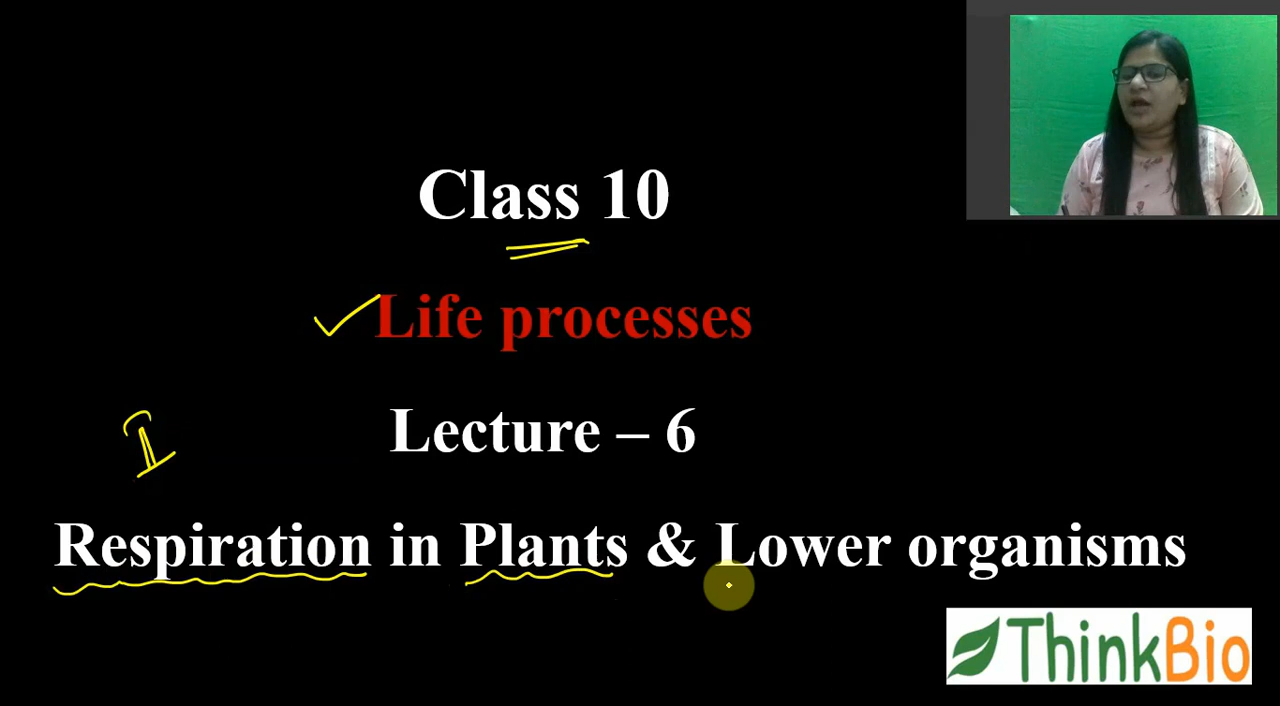 Class 10
Life processes
Lecture – 6
Respiration in Plants & Lower organisms
ThinkBio